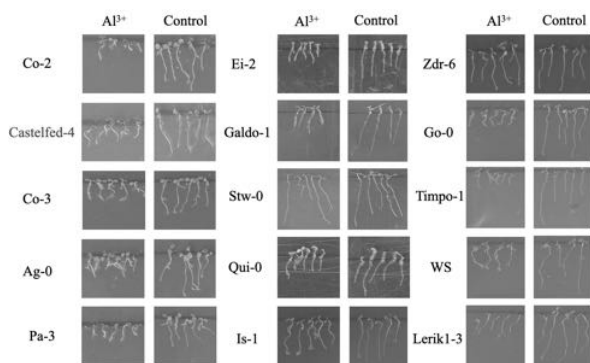 Al³⁺ Control Al³⁺ Control Al³⁺ Control
Co-2 Ei-2 Zdr-6
Castelfed-4 Galdo-1 Go-0
Co-3 Stw-0 Timpo-1
Ag-0 Qui-0 WS
Pa-3 Is-1 Lerik1-3